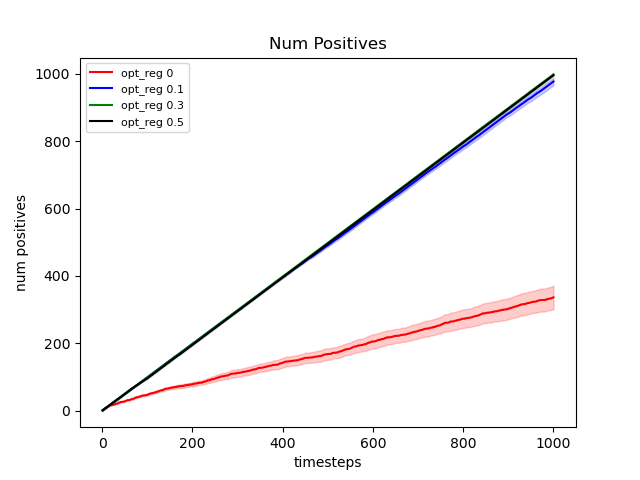 Num Positives
opt_reg 0
opt_reg 0.1
opt_reg 0.3
opt_reg 0.5
num positives
1000
800
600
400
200
0
0 200 400 600 800 1000
timesteps